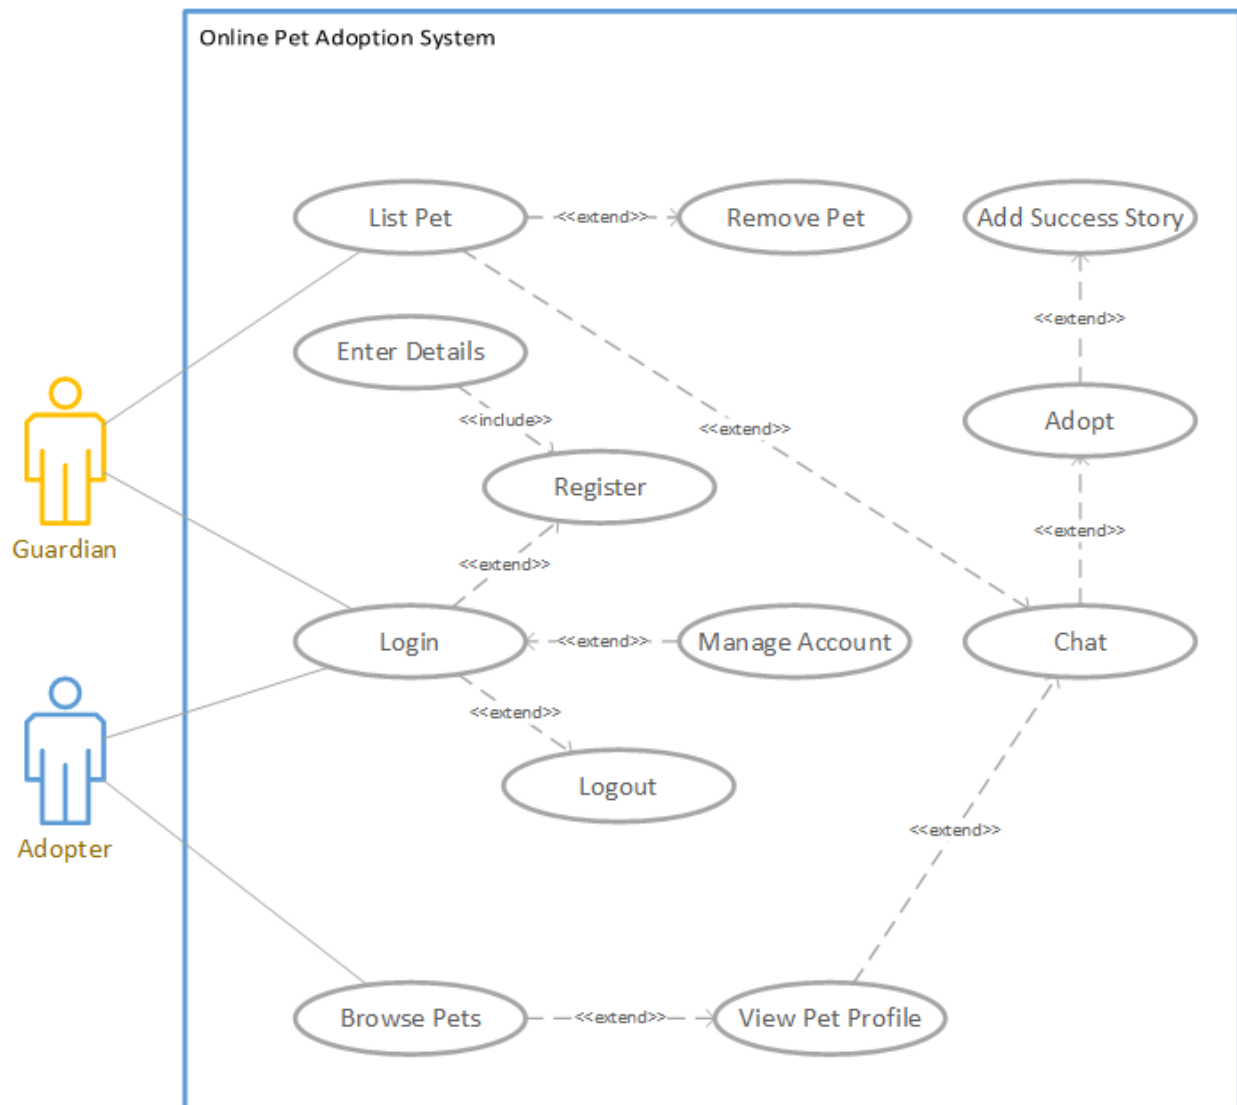 Online Pet Adoption System
List Pet
<<extend>>
Remove Pet
Add Success Story
<<extend>>
Enter Details
<<include>>
<<extend>>
Adopt
Register
<<extend>>
<<extend>>
Guardian
Login
<<extend>>
Manage Account
Chat
<<extend>>
Logout
<<extend>>
Adopter
Browse Pets
<<extend>>
View Pet Profile